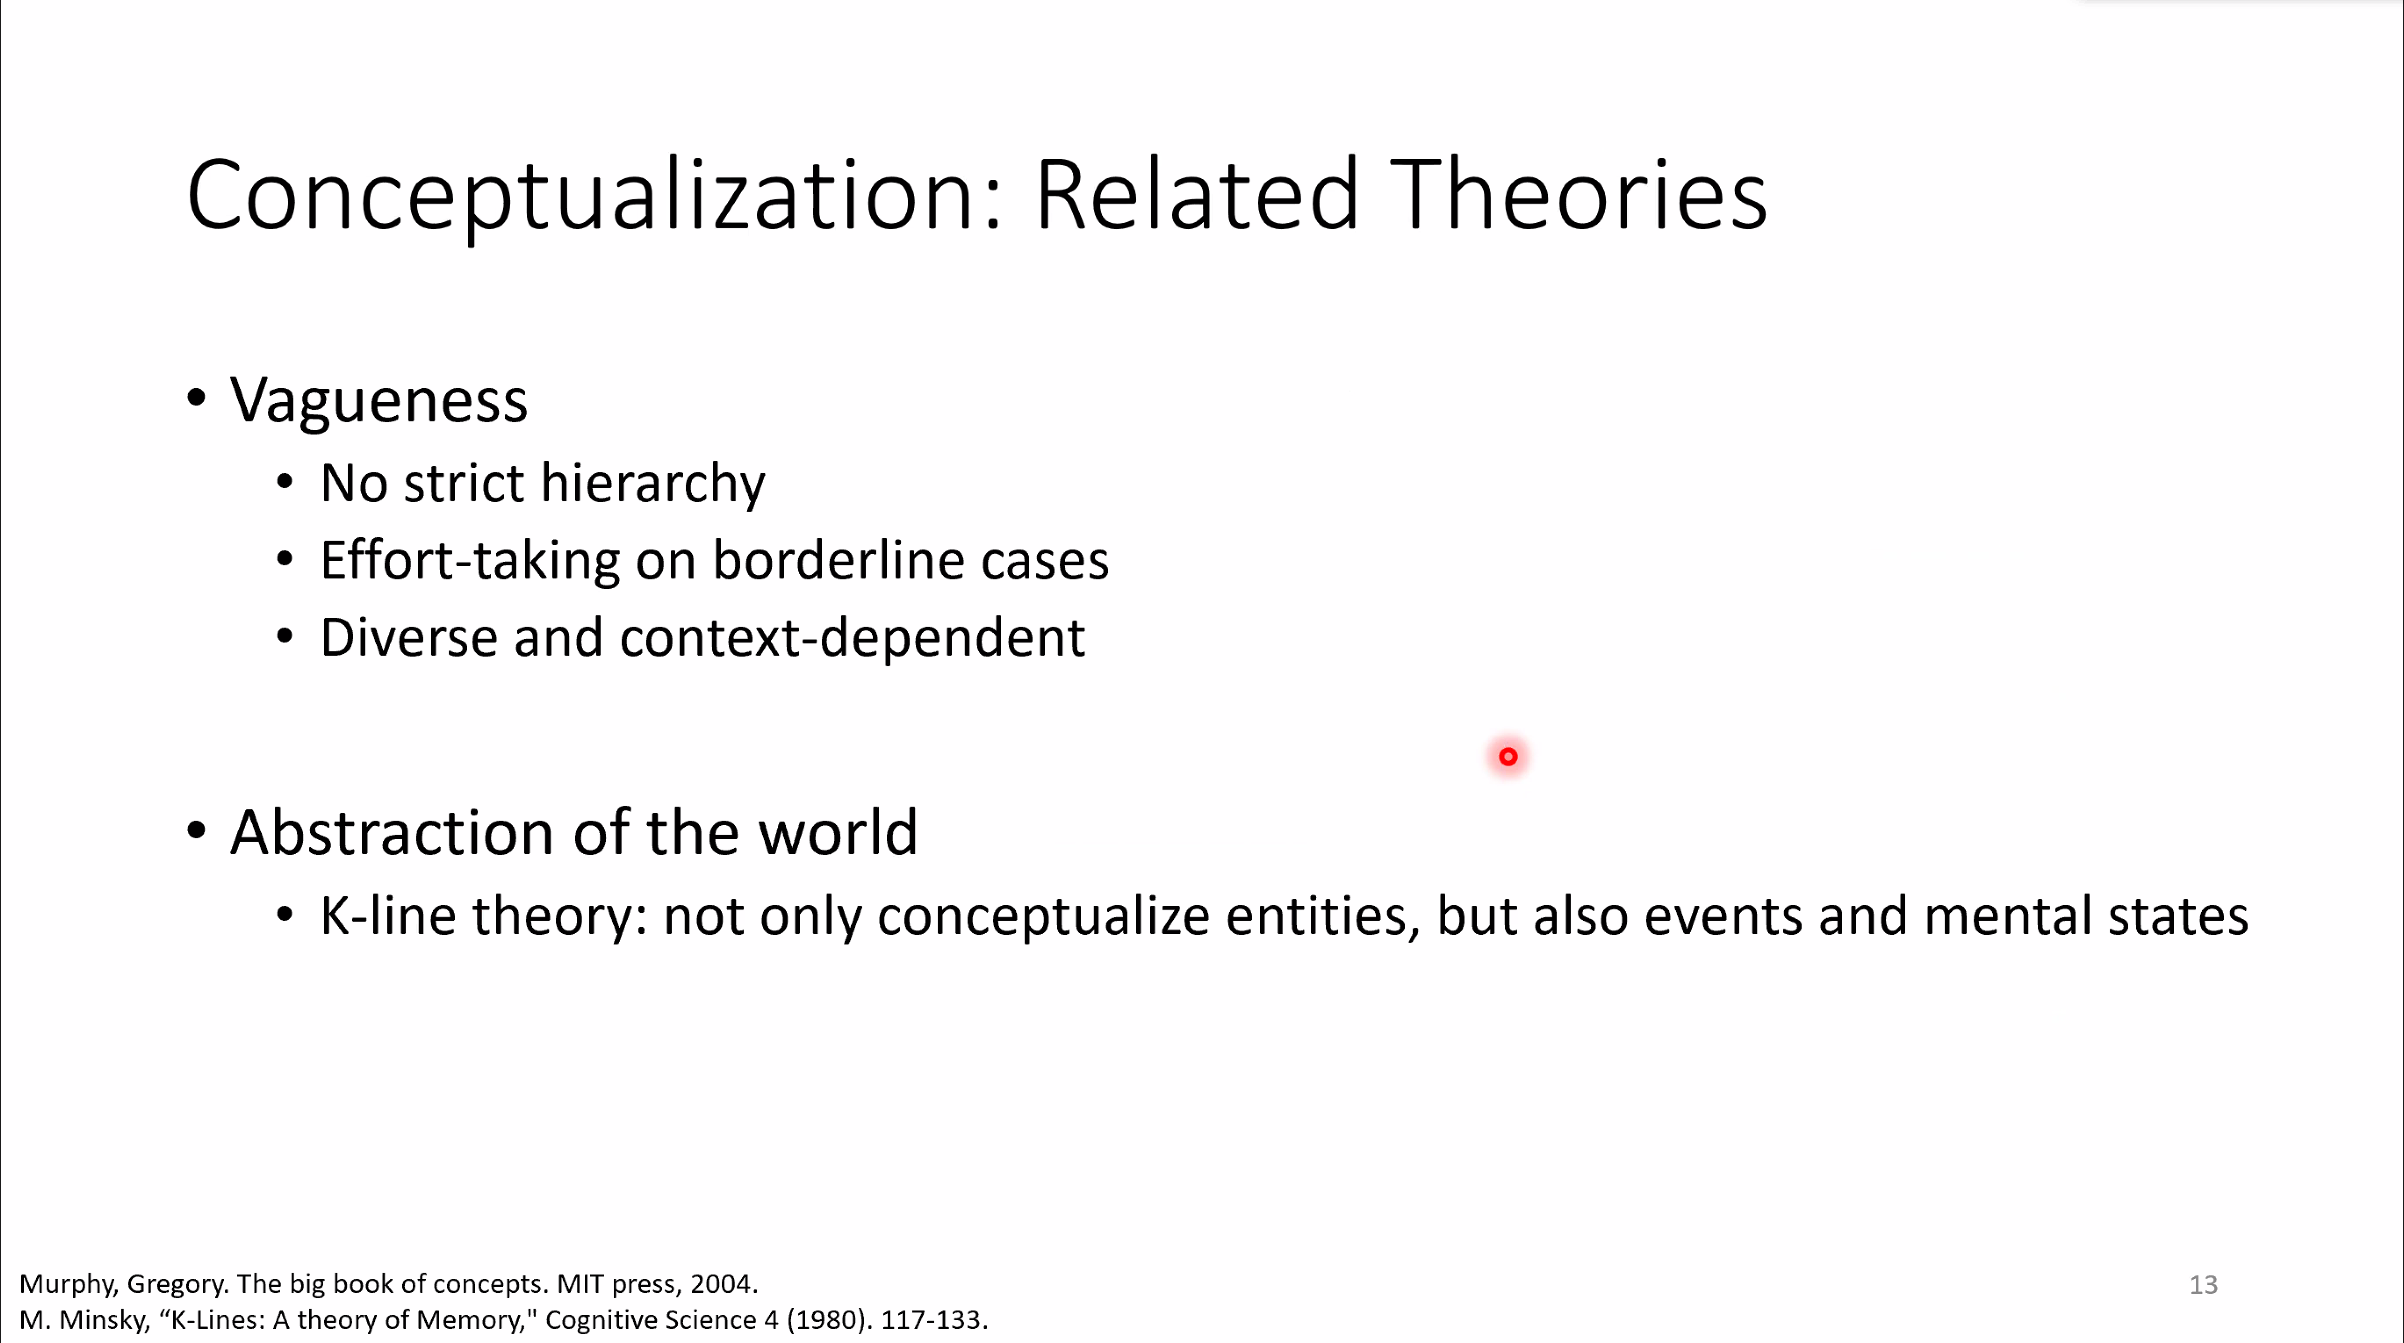 Conceptualization: Related Theories
• Vagueness
• No strict hierarchy
• Effort-taking on borderline cases
• Diverse and context-dependent
• Abstraction of the world
• K-line theory: not only conceptualize entities, but also events and mental states
Murphy, Gregory. The big book of concepts. MIT press, 2004.
M. Minsky, “K-Lines: A theory of Memory," Cognitive Science 4 (1980). 117-133.
13